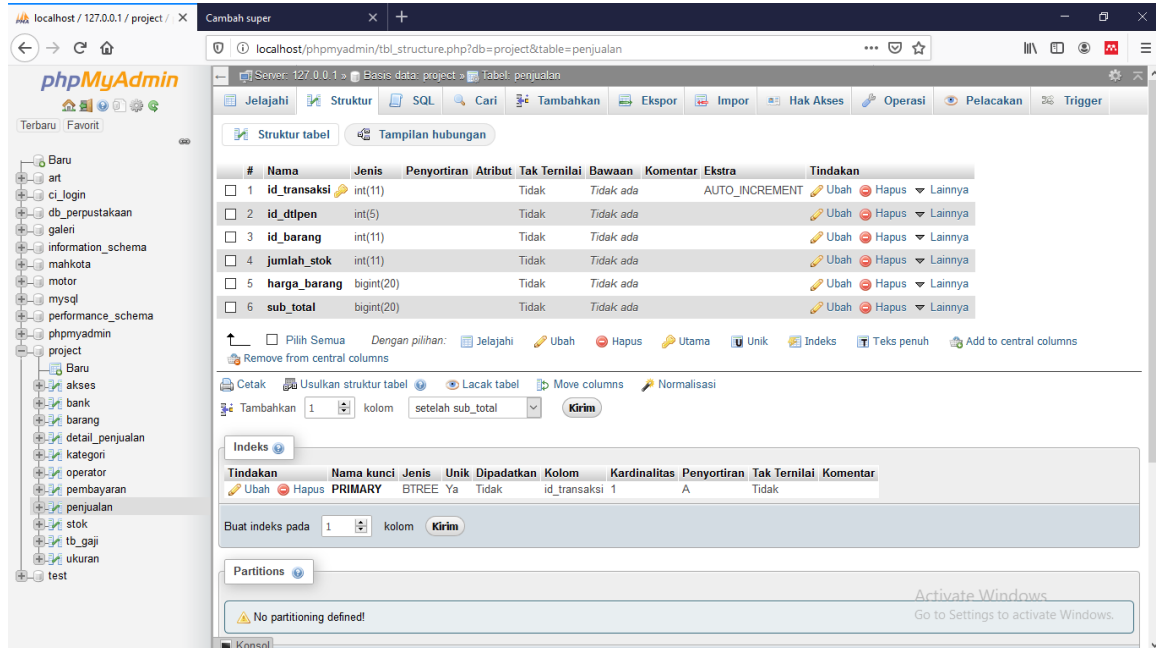 localhost / 127.0.0.1 / project /
Cambah super
localhost/phpmyadmin/tbl_structure.php?db=project&table=penjualan
phpMyAdmin
Terbaru Favorit
Baru
art
ci_login
db_perpustakaan
galeri
information_schema
mahkota
motor
mysql
performance_schema
phpmyadmin
project
Baru
akses
bank
barang
detail_penjualan
kategori
operator
pembayaran
penjualan
stok
tb_gaji
ukuran
test
Server: 127.0.0.1 » Basis data: project » Tabel: penjualan
Jelajahi Struktur SQL Cari Tambahkan Ekspor Impor Hak Akses Operasi Pelacakan Trigger
Struktur tabel Tampilan hubungan
# Nama Jenis Penyortiran Atribut Tak Ternilai Bawaan Komentar Ekstra Tindakan
1 id_transaksi int(11) Tidak Tidak ada AUTO_INCREMENT Ubah Hapus Lainnya
2 id_dtlpen int(5) Tidak Tidak ada Ubah Hapus Lainnya
3 id_barang int(11) Tidak Tidak ada Ubah Hapus Lainnya
4 jumlah_stok int(11) Tidak Tidak ada Ubah Hapus Lainnya
5 harga_barang bigint(20) Tidak Tidak ada Ubah Hapus Lainnya
6 sub_total bigint(20) Tidak Tidak ada Ubah Hapus Lainnya
Pilih Semua Dengan pilihan: Jelajahi Ubah Hapus Utama Unik Indeks Teks penuh Add to central columns
Remove from central columns
Cetak Usulkan struktur tabel Lacak tabel Move columns Normalisasi
Tambahkan 1 kolom setelah sub_total Kirim
Indeks
Tindakan Nama kunci Jenis Unik Dipadatkan Kolom Kardinalitas Penyortiran Tak Ternilai Komentar
Ubah Hapus PRIMARY BTREE Ya Tidak id_transaksi 1 A Tidak
Buat indeks pada 1 kolom Kirim
Partitions
No partitioning defined!
Activate Windows
Go to Settings to activate Windows.
Konsol